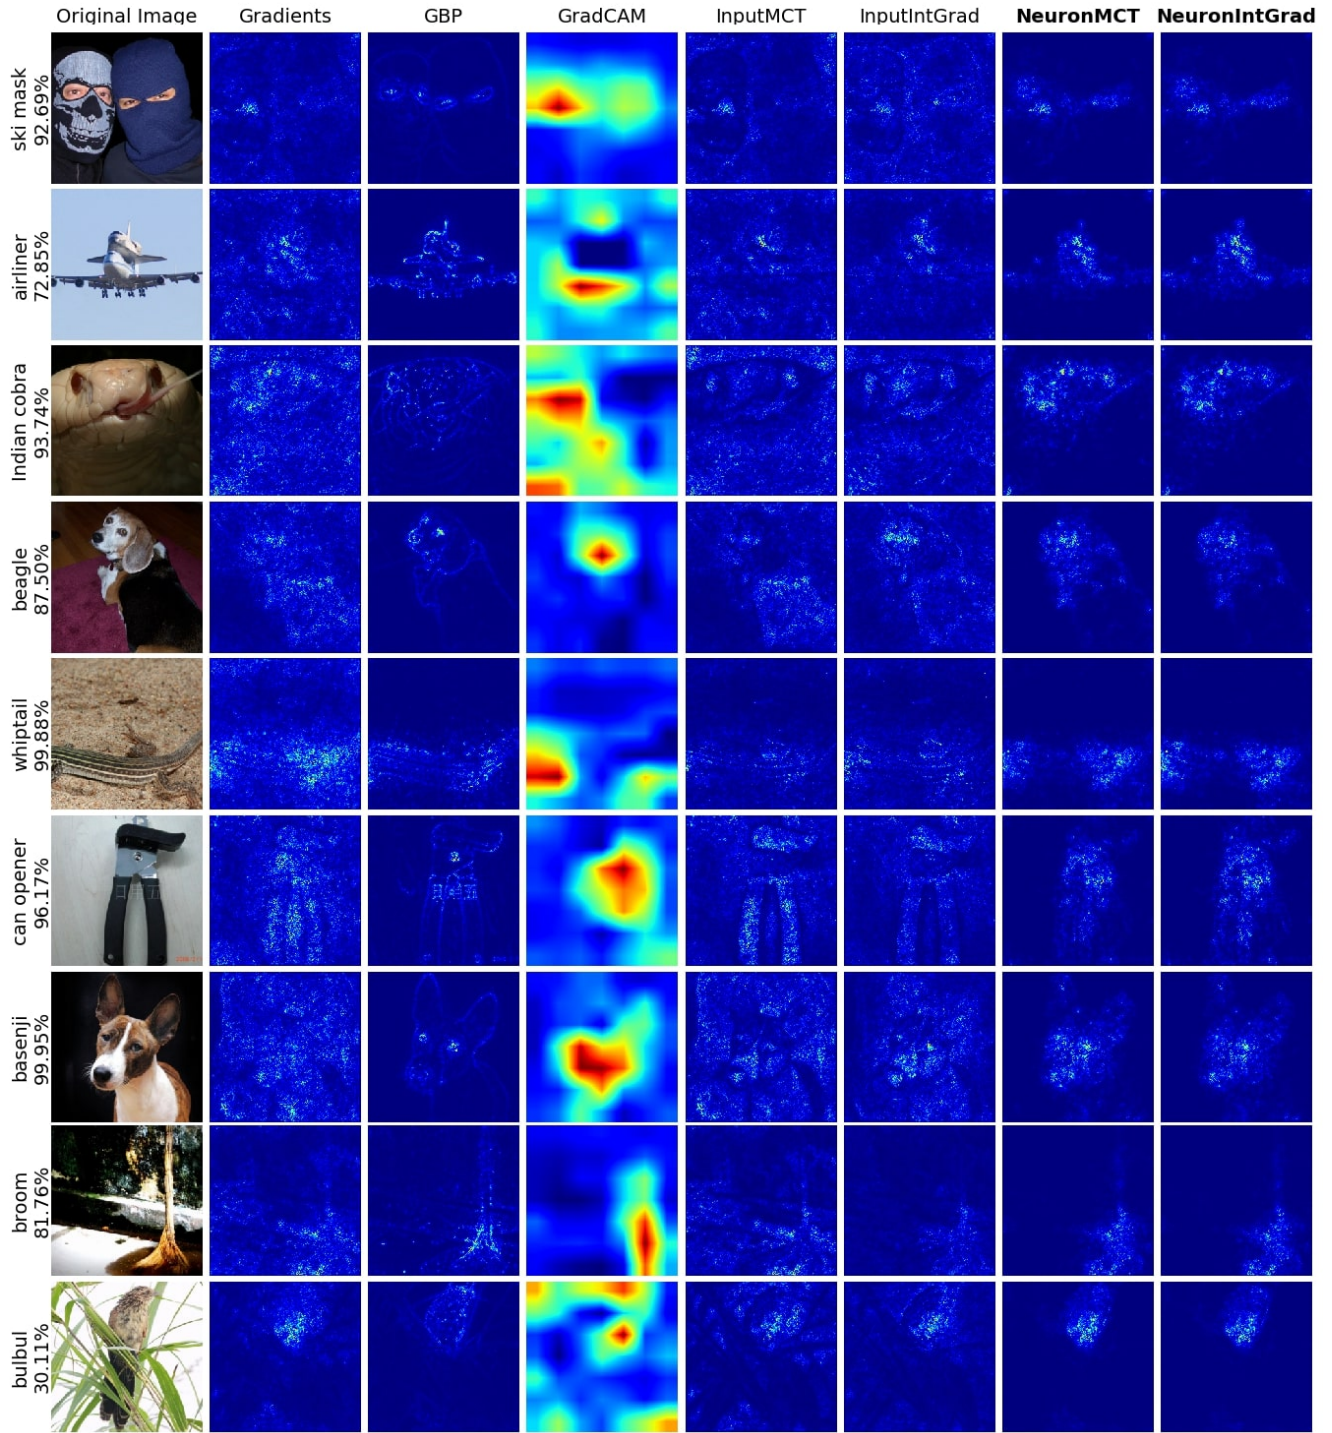 Original Image Gradients GBP GradCAM InputMCT InputIntGrad NeuronMCT NeuronIntGrad
ski mask
92.69%
airliner
72.85%
Indian cobra
93.74%
beagle
87.50%
whiptail
99.88%
can opener
96.17%
basenji
99.95%
broom
81.76%
bulbul
30.11%